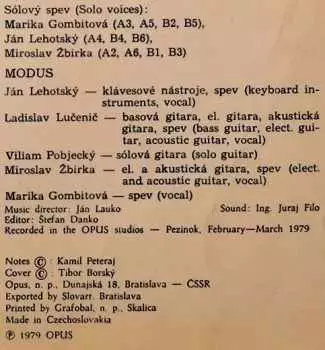 Sólový spev (Solo voices):
Marika Gombitová (A3, A5, B2, B5),
Ján Lehotský (A4, B4, B6),
Miroslav Žbirka (A2, A6, B1, B3)
MODUS
Ján Lehotský — klávesové nástroje, spev (keyboard in-
struments, vocal)
Ladislav Lučenič — basová gitara, el. gitara, akustická
gitara, spev (bass guitar, elect. gui-
tar, acoustic guitar, vocal)
Viliam Pobjecký — sólová gitara (solo guitar)
Miroslav Žbirka — el. a akustická gitara, spev (elect.
and acoustic guitar, vocal)
Marika Gombitová — spev (vocal)
Music director: Ján Lauko Sound: Ing. Juraj Filo
Editor: Štefan Danko
Recorded in the OPUS studios — Pezinok, February—March 1979
Notes © : Kamil Peteraj
Cover © : Tibor Borský
Opus, n. p., Dunajská 18, Bratislava — ČSSR
Exported by Slovart, Bratislava
Printed by Grafobal, n. p., Skalica
Made in Czechoslovakia
℗ 1979 OPUS